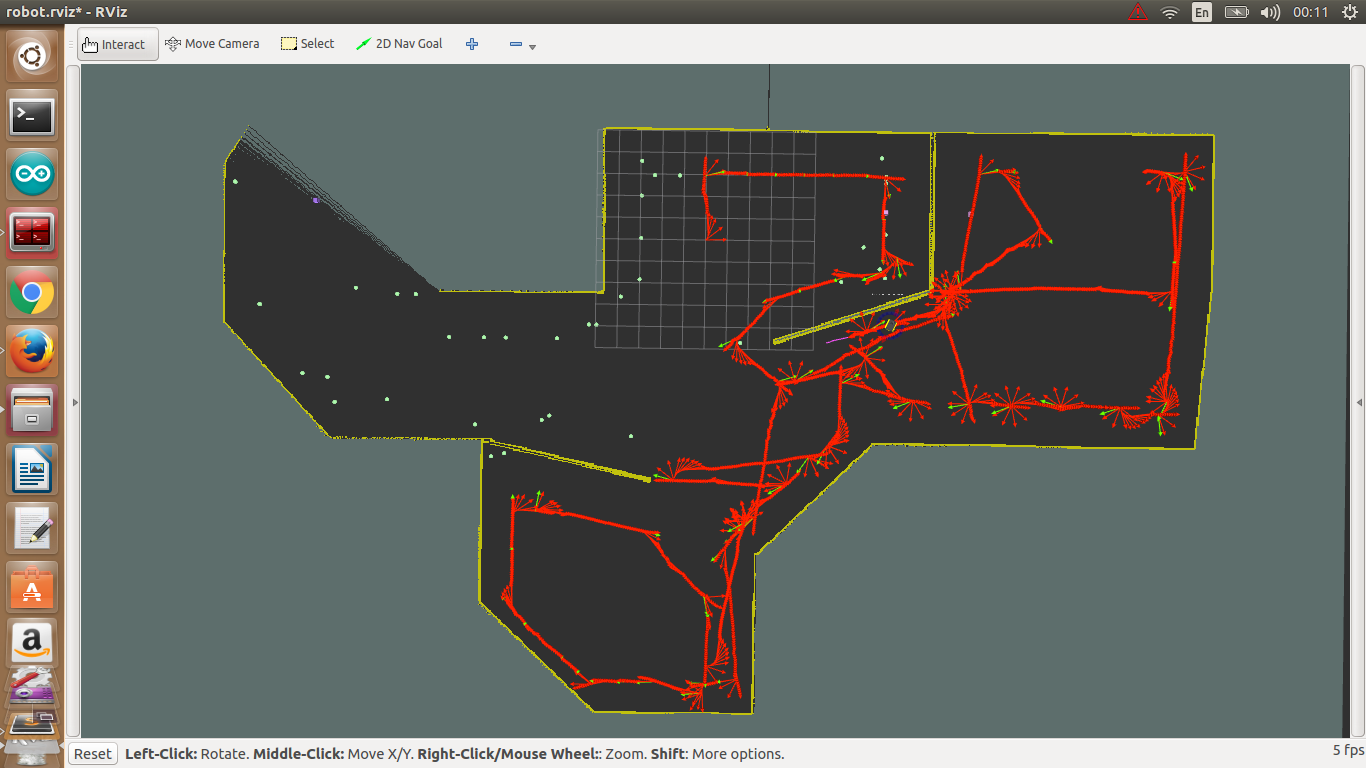 robot.rviz* - RViz
En
00:11
Interact
Move Camera
Select
2D Nav Goal
Reset
Left-Click: Rotate. Middle-Click: Move X/Y. Right-Click/Mouse Wheel:: Zoom. Shift: More options.
5 fps